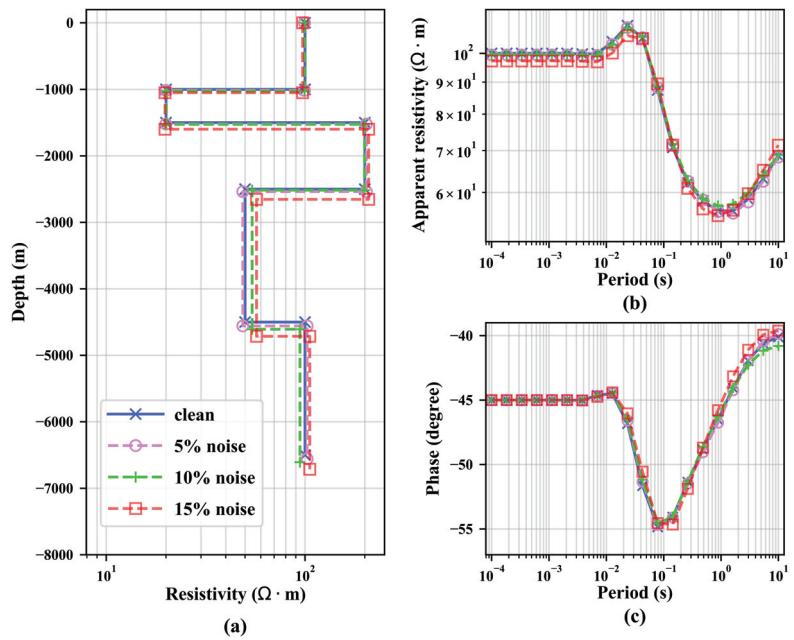 0
−1000
−2000
−3000
−4000
−5000
−6000
−7000
−8000
Depth (m)
clean
5% noise
10% noise
15% noise
10¹
10²
Resistivity (Ω · m)
(a)
10²
9 × 10¹
8 × 10¹
7 × 10¹
6 × 10¹
Apparent resistivity (Ω · m)
10⁻⁴
10⁻³
10⁻²
10⁻¹
10⁰
10¹
Period (s)
(b)
−40
−45
−50
−55
Phase (degree)
10⁻⁴
10⁻³
10⁻²
10⁻¹
10⁰
10¹
Period (s)
(c)